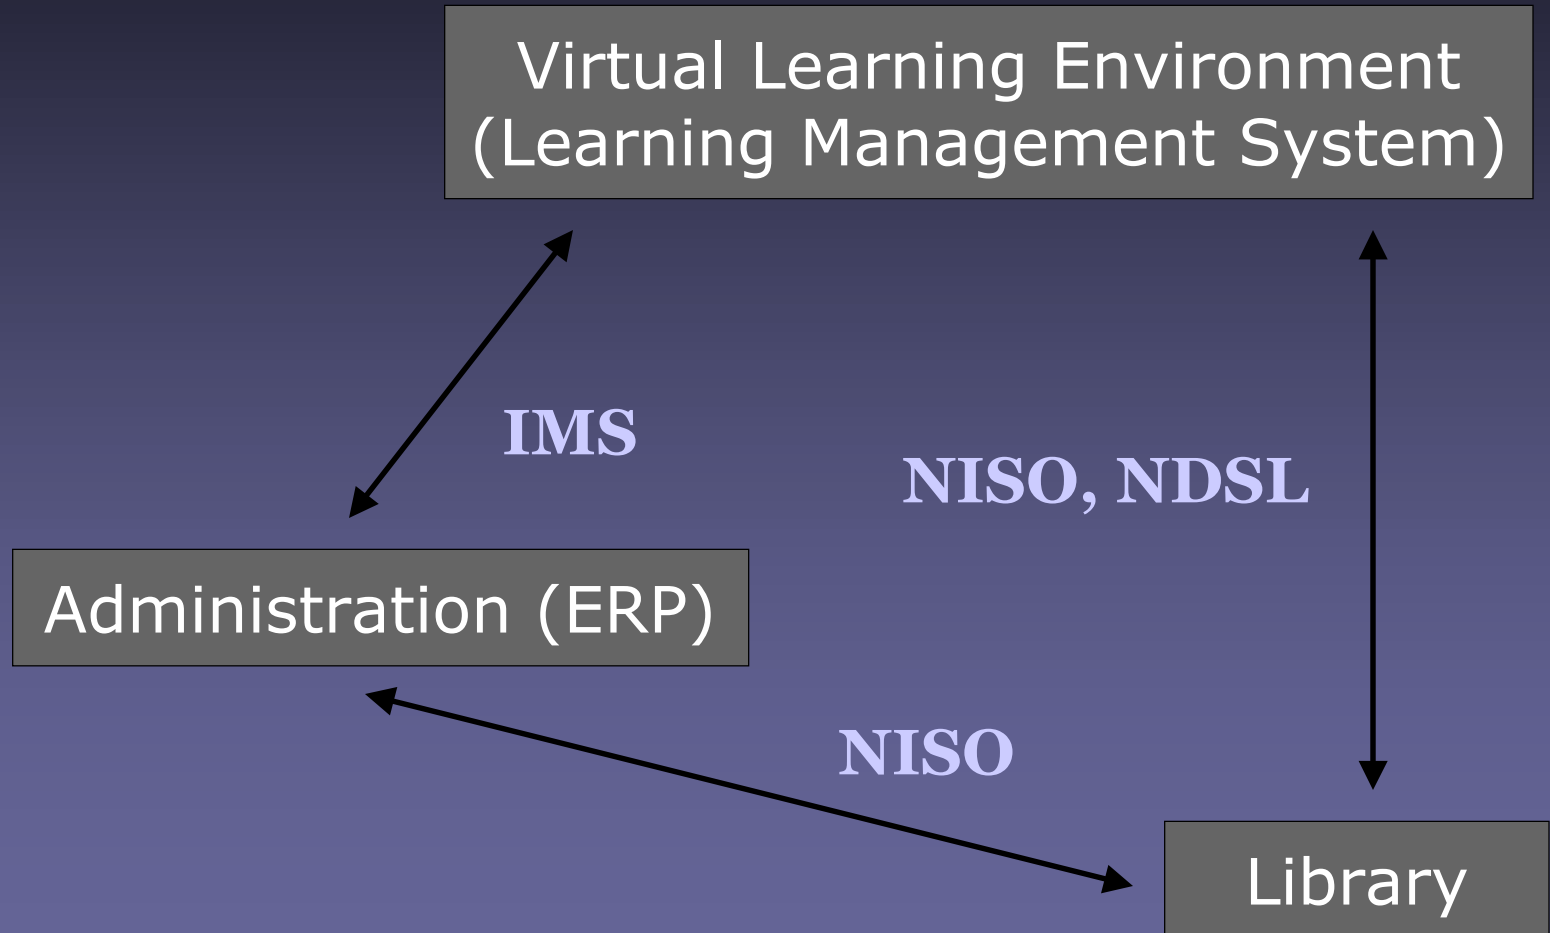 Virtual Learning Environment
(Learning Management System)
IMS
NISO, NDSL
Administration (ERP)
NISO
Library